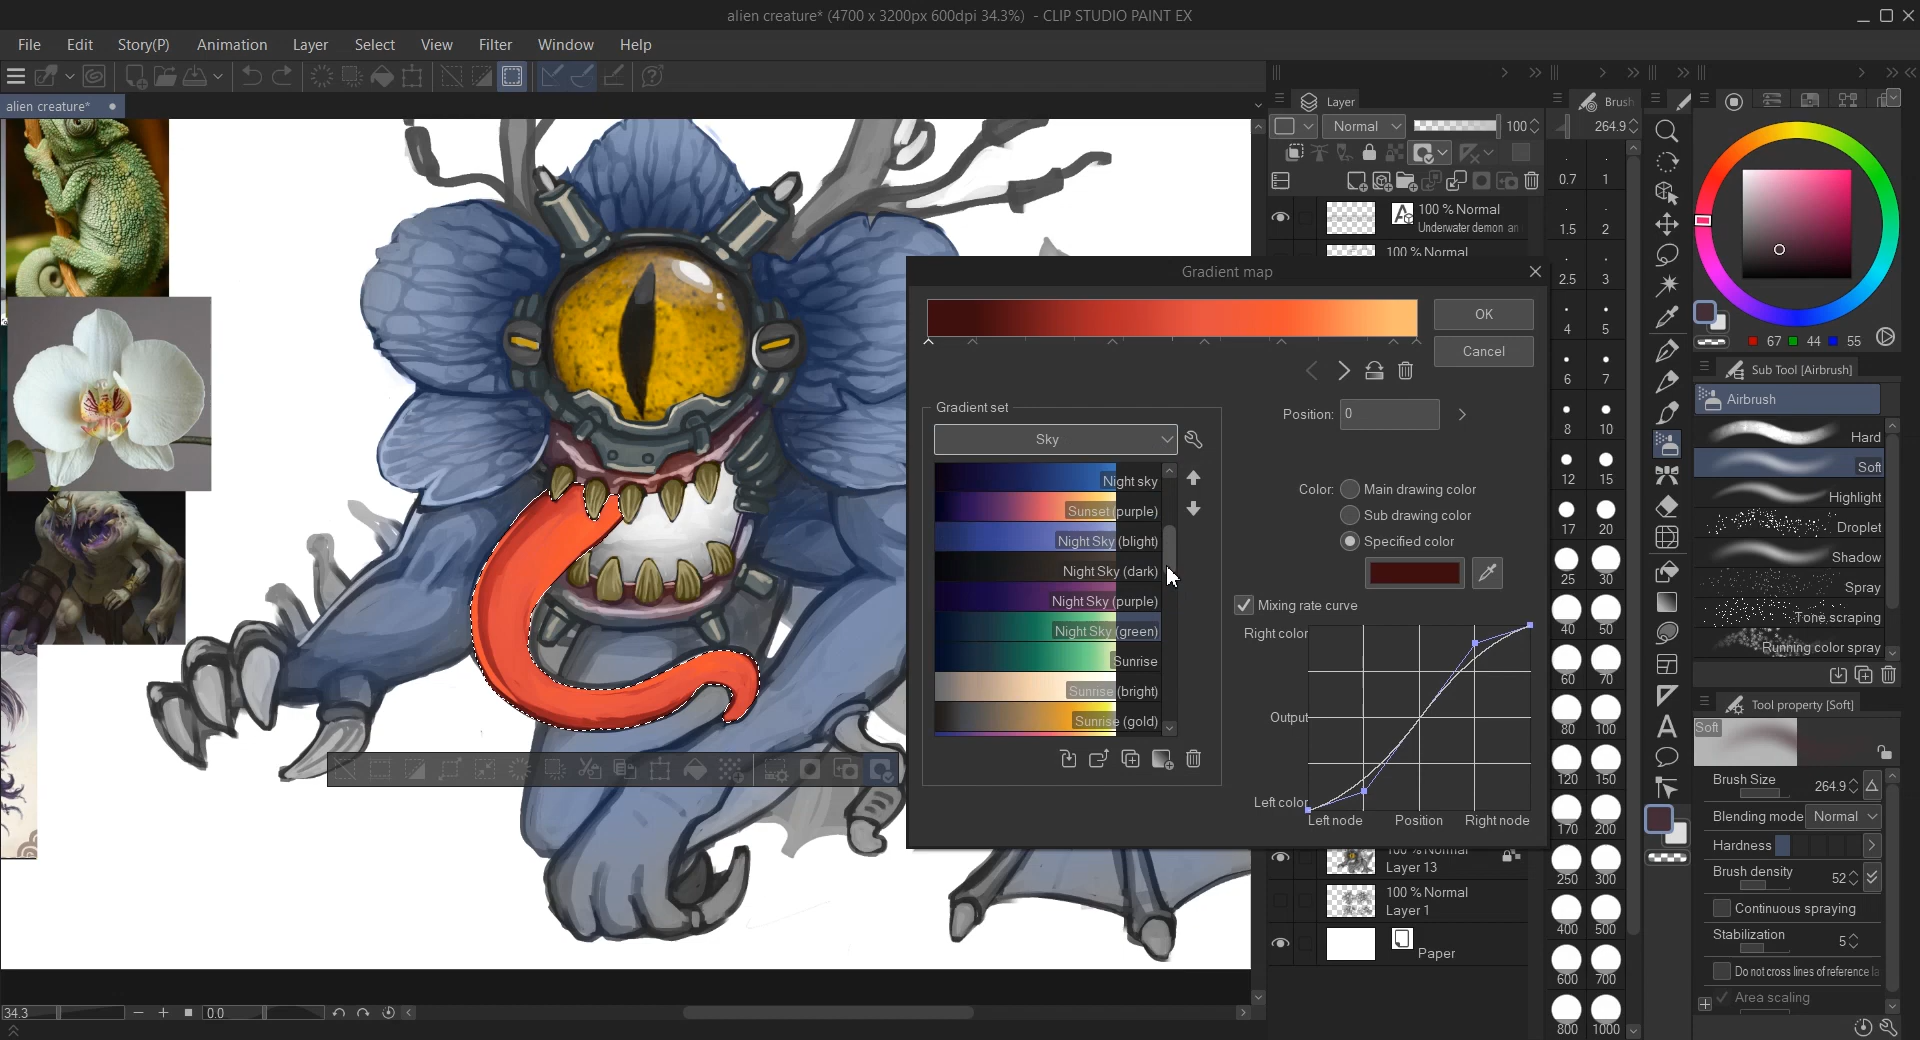 alien creature* (4700 x 3200px 600dpi 34.3%) - CLIP STUDIO PAINT EX
File Edit Story(P) Animation Layer Select View Filter Window Help
alien creature*
Layer
Normal 100
100 % Normal
Underwater demon an
100 % Normal
Gradient map
OK
Cancel
Position: 0
Gradient set
Sky
Night sky
Sunset (purple)
Night Sky (blight)
Night Sky (dark)
Night Sky (purple)
Night Sky (green)
Sunrise
Sunrise (bright)
Sunrise (gold)
Color: Main drawing color
Sub drawing color
Specified color
Mixing rate curve
Right color
Output
Left color
Left node Position Right node
100 % Normal
Layer 13
100 % Normal
Layer 1
Paper
Brush
264.9
0.7 1
1.5 2
2.5 3
4 5
6 7
8 10
12 15
17 20
25 30
40 50
60 70
80 100
120 150
170 200
250 300
400 500
600 700
800 1000
67 44 55
Sub Tool [Airbrush]
Airbrush
Hard
Soft
Highlight
Droplet
Shadow
Spray
Tone scraping
Running color spray
Tool property [Soft]
Soft
Brush Size 264.9
Blending mode Normal
Hardness
Brush density 52
Continuous spraying
Stabilization 5
Do not cross lines of reference la
Area scaling
34.3 0.0